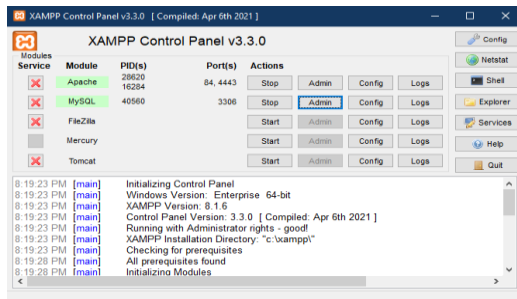 XAMPP Control Panel v3.3.0 [ Compiled: Apr 6th 2021 ]
XAMPP Control Panel v3.3.0
Config
Modules
Service Module PID(s) Port(s) Actions
Netstat
Apache 28620 16284 84, 4443 Stop Admin Config Logs
Shell
MySQL 40560 3306 Stop Admin Config Logs
Explorer
FileZilla Start Admin Config Logs
Services
Mercury Start Admin Config Logs
Help
Tomcat Start Admin Config Logs
Quit
8:19:23 PM [main] Initializing Control Panel
8:19:23 PM [main] Windows Version: Enterprise 64-bit
8:19:23 PM [main] XAMPP Version: 8.1.6
8:19:23 PM [main] Control Panel Version: 3.3.0 [ Compiled: Apr 6th 2021 ]
8:19:23 PM [main] Running with Administrator rights - good!
8:19:23 PM [main] XAMPP Installation Directory: "c:\xampp\"
8:19:23 PM [main] Checking for prerequisites
8:19:28 PM [main] All prerequisites found
8:19:28 PM [main] Initializing Modules